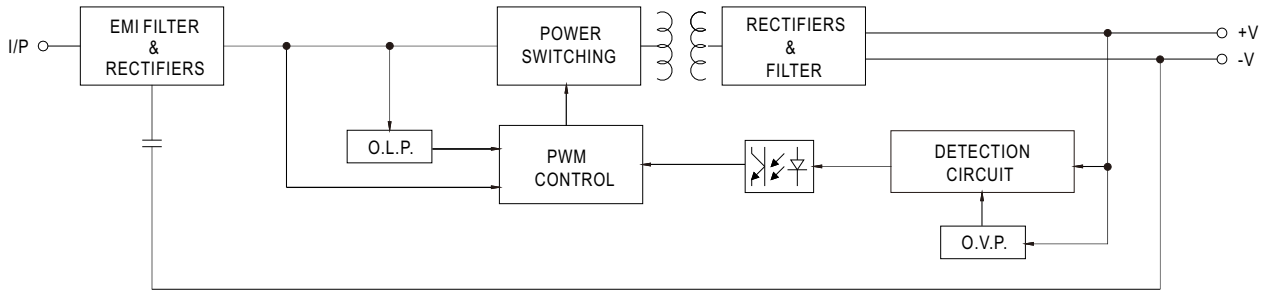 I/P
EMI FILTER
&
RECTIFIERS
POWER
SWITCHING
RECTIFIERS
&
FILTER
+V
-V
O.L.P.
PWM
CONTROL
DETECTION
CIRCUIT
O.V.P.